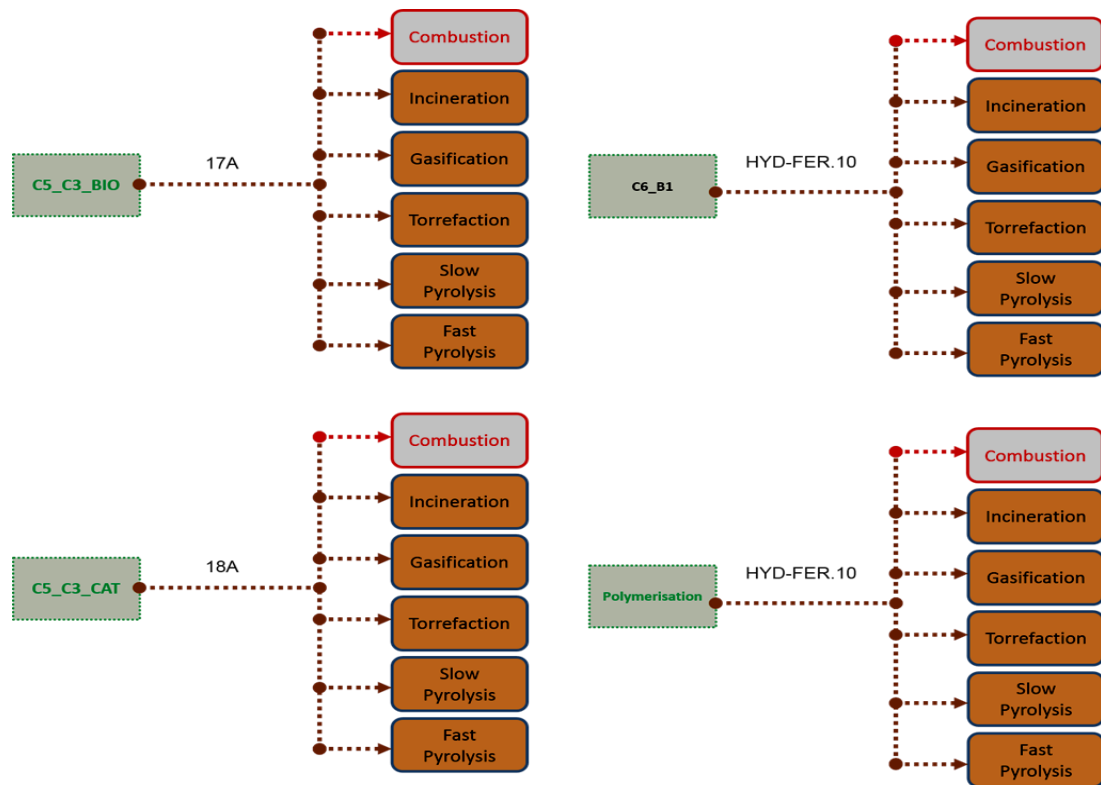 Combustion
Incineration
Gasification
17A
C5_C3_BIO
Torrefaction
Slow
Pyrolysis
Fast
Pyrolysis
Combustion
Incineration
Gasification
HYD-FER.10
C6_B1
Torrefaction
Slow
Pyrolysis
Fast
Pyrolysis
Combustion
Incineration
Gasification
18A
C5_C3_CAT
Torrefaction
Slow
Pyrolysis
Fast
Pyrolysis
Combustion
Incineration
Gasification
HYD-FER.10
Polymerisation
Torrefaction
Slow
Pyrolysis
Fast
Pyrolysis